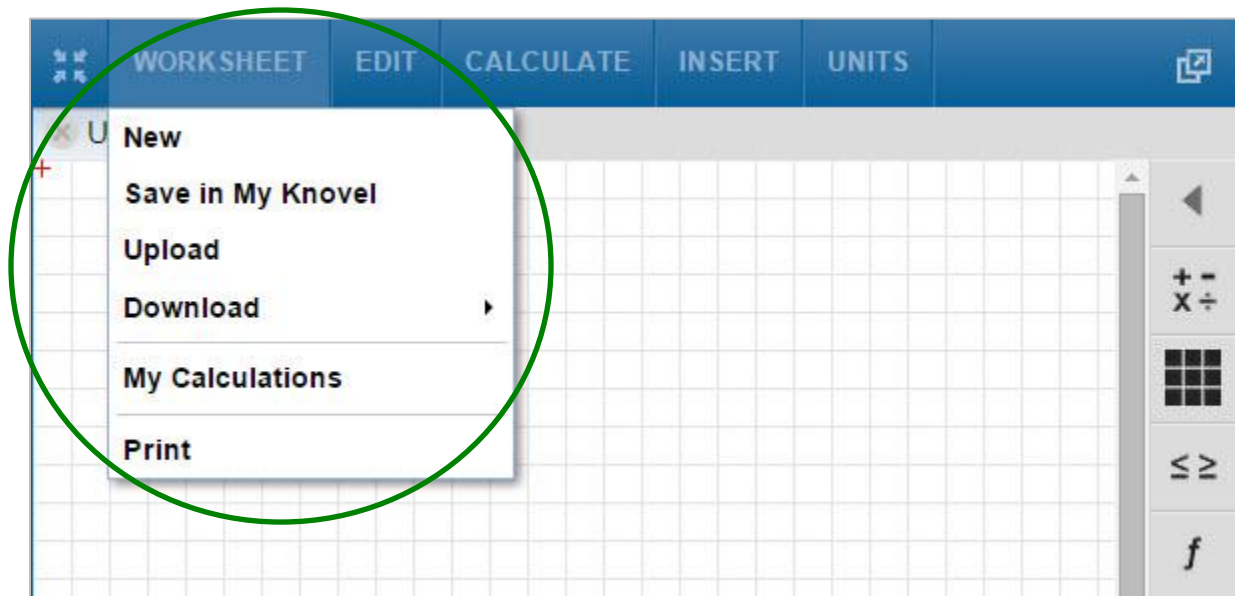 WORKSHEET EDIT CALCULATE INSERT UNITS
U
New
Save in My Knovel
Upload
Download
My Calculations
Print
+ -
x ÷
≤ ≥
f